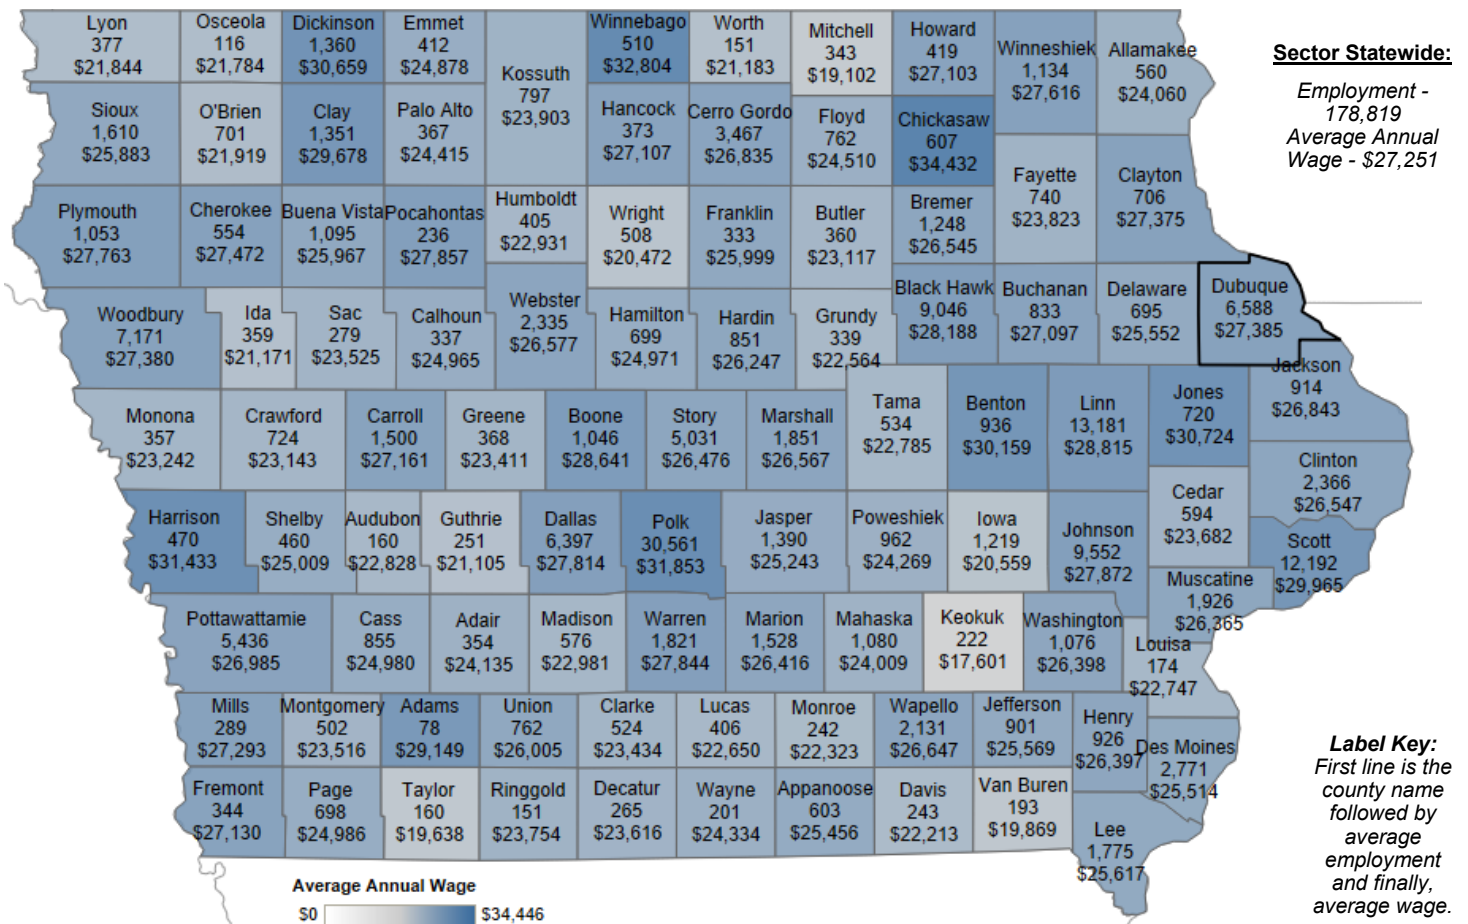 Lyon
377
$21,844
Osceola
116
$21,784
Dickinson
1,360
$30,659
Emmet
412
$24,878
Kossuth
797
$23,903
Winnebago
510
$32,804
Worth
151
$21,183
Mitchell
343
$19,102
Howard
419
$27,103
Winneshiek
1,134
$27,616
Allamakee
560
$24,060
Sector Statewide:
Employment -
178,819
Average Annual
Wage - $27,251
Sioux
1,610
$25,883
O'Brien
701
$21,919
Clay
1,351
$29,678
Palo Alto
367
$24,415
Hancock
373
$27,107
Cerro Gordo
3,467
$26,835
Floyd
762
$24,510
Chickasaw
607
$34,432
Fayette
740
$23,823
Clayton
706
$27,375
Plymouth
1,053
$27,763
Cherokee
554
$27,472
Buena Vista
1,095
$25,967
Pocahontas
236
$27,857
Humboldt
405
$22,931
Wright
508
$20,472
Franklin
333
$25,999
Butler
360
$23,117
Bremer
1,248
$26,545
Woodbury
7,171
$27,380
Ida
359
$21,171
Sac
279
$23,525
Calhoun
337
$24,965
Webster
2,335
$26,577
Hamilton
699
$24,971
Hardin
851
$26,247
Grundy
339
$22,564
Black Hawk
9,046
$28,188
Buchanan
833
$27,097
Delaware
695
$25,552
Dubuque
6,588
$27,385
Jackson
914
$26,843
Monona
357
$23,242
Crawford
724
$23,143
Carroll
1,500
$27,161
Greene
368
$23,411
Boone
1,046
$28,641
Story
5,031
$26,476
Marshall
1,851
$26,567
Tama
534
$22,785
Benton
936
$30,159
Linn
13,181
$28,815
Jones
720
$30,724
Clinton
2,366
$26,547
Cedar
594
$23,682
Harrison
470
$31,433
Shelby
460
$25,009
Audubon
160
$22,828
Guthrie
251
$21,105
Dallas
6,397
$27,814
Polk
30,561
$31,853
Jasper
1,390
$25,243
Poweshiek
962
$24,269
Iowa
1,219
$20,559
Johnson
9,552
$27,872
Scott
12,192
$29,965
Muscatine
1,926
$26,365
Pottawattamie
5,436
$26,985
Cass
855
$24,980
Adair
354
$24,135
Madison
576
$22,981
Warren
1,821
$27,844
Marion
1,528
$26,416
Mahaska
1,080
$24,009
Keokuk
222
$17,601
Washington
1,076
$26,398
Louisa
174
$22,747
Mills
289
$27,293
Montgomery
502
$23,516
Adams
78
$29,149
Union
762
$26,005
Clarke
524
$23,434
Lucas
406
$22,650
Monroe
242
$22,323
Wapello
2,131
$26,647
Jefferson
901
$25,569
Henry
926
$26,397
Des Moines
2,771
$25,514
Fremont
344
$27,130
Page
698
$24,986
Taylor
160
$19,638
Ringgold
151
$23,754
Decatur
265
$23,616
Wayne
201
$24,334
Appanoose
603
$25,456
Davis
243
$22,213
Van Buren
193
$19,869
Lee
1,775
$25,617
Label Key:
First line is the
county name
followed by
average
employment
and finally,
average wage.
Average Annual Wage
$0 $34,446